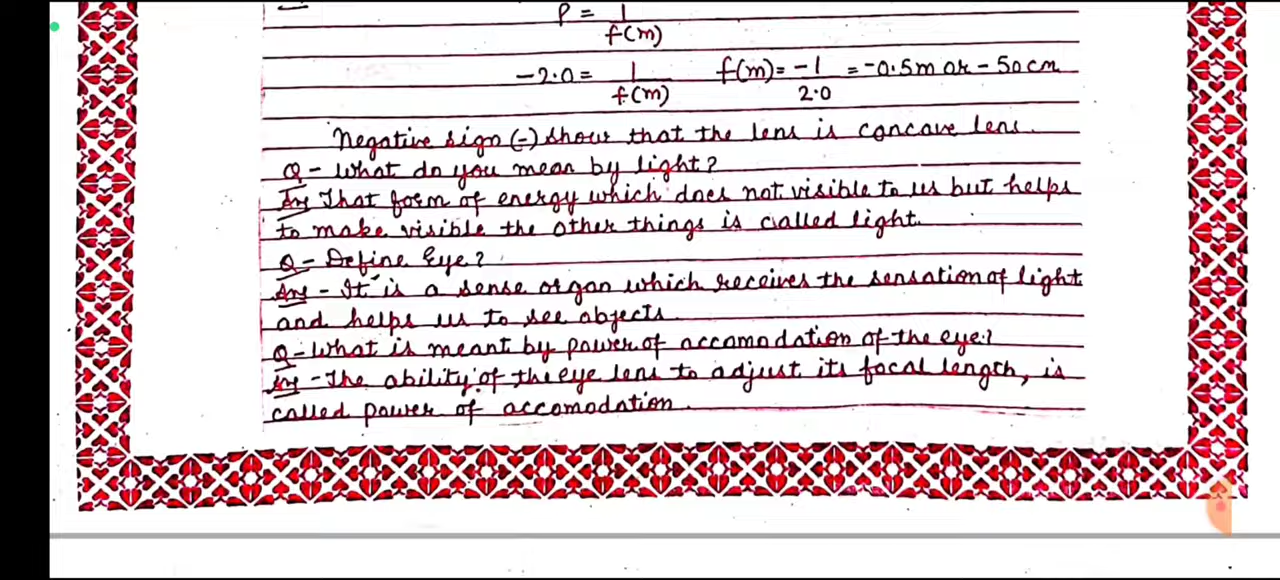 P = 1
f(m)
-2.0 = 1/f(m) f(m) = -1/2.0 = -0.5m or -50cm
Negative sign (-) show that the lens is concave lens.
Q - What do you mean by light?
Ans That form of energy which does not visible to us but helps
to make visible the other things is called light.
Q - Define Eye?
Ans - It is a sense organ which receives the sensation of light
and helps us to see objects.
Q - What is meant by power of accomodation of the eye?
Ans - The ability of the eye lens to adjust its focal length, is
called power of accomodation.